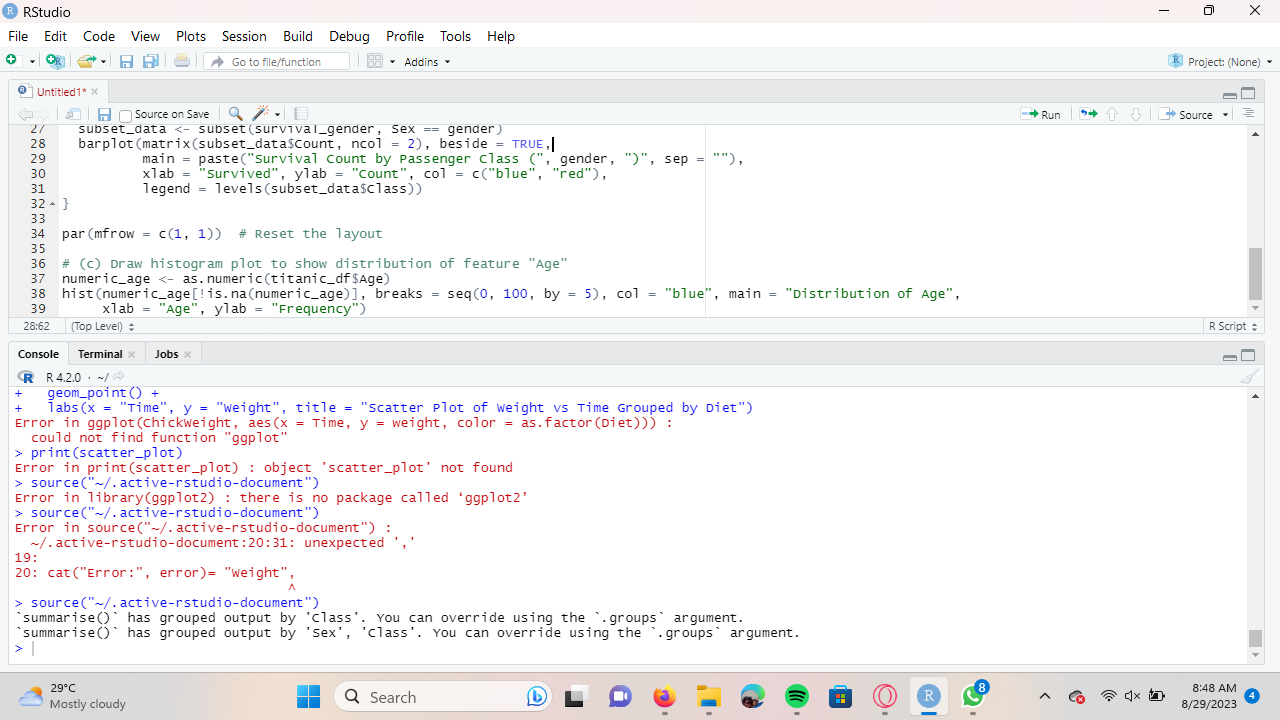 RStudio
File Edit Code View Plots Session Build Debug Profile Tools Help
Go to file/function Addins Project: (None)
Untitled1*
Source on Save Run Source
27 subset_data <- subset(survival_gender, Sex == gender)
28 barplot(matrix(subset_data$Count, ncol = 2), beside = TRUE,
29 main = paste("Survival Count by Passenger Class (", gender, ")", sep = ""),
30 xlab = "Survived", ylab = "Count", col = c("blue", "red"),
31 legend = levels(subset_data$Class))
32 }
33
34 par(mfrow = c(1, 1)) # Reset the layout
35
36 # (c) Draw histogram plot to show distribution of feature "Age"
37 numeric_age <- as.numeric(titanic_df$Age)
38 hist(numeric_age[!is.na(numeric_age)], breaks = seq(0, 100, by = 5), col = "blue", main = "Distribution of Age",
39 xlab = "Age", ylab = "Frequency")
28:62 (Top Level) R Script
Console Terminal Jobs
R 4.2.0 · ~/
+ geom_point() +
+ labs(x = "Time", y = "Weight", title = "Scatter Plot of Weight vs Time Grouped by Diet")
Error in ggplot(ChickWeight, aes(x = Time, y = weight, color = as.factor(Diet))) :
could not find function "ggplot"
> print(scatter_plot)
Error in print(scatter_plot) : object 'scatter_plot' not found
> source("~/.active-rstudio-document")
Error in library(ggplot2) : there is no package called ‘ggplot2’
> source("~/.active-rstudio-document")
Error in source("~/.active-rstudio-document") :
~/.active-rstudio-document:20:31: unexpected ','
19:
20: cat("Error:", error)= "Weight",
^
> source("~/.active-rstudio-document")
`summarise()` has grouped output by 'Class'. You can override using the `.groups` argument.
`summarise()` has grouped output by 'Sex', 'Class'. You can override using the `.groups` argument.
>
29°C
Mostly cloudy
Search
8
8:48 AM
8/29/2023
4